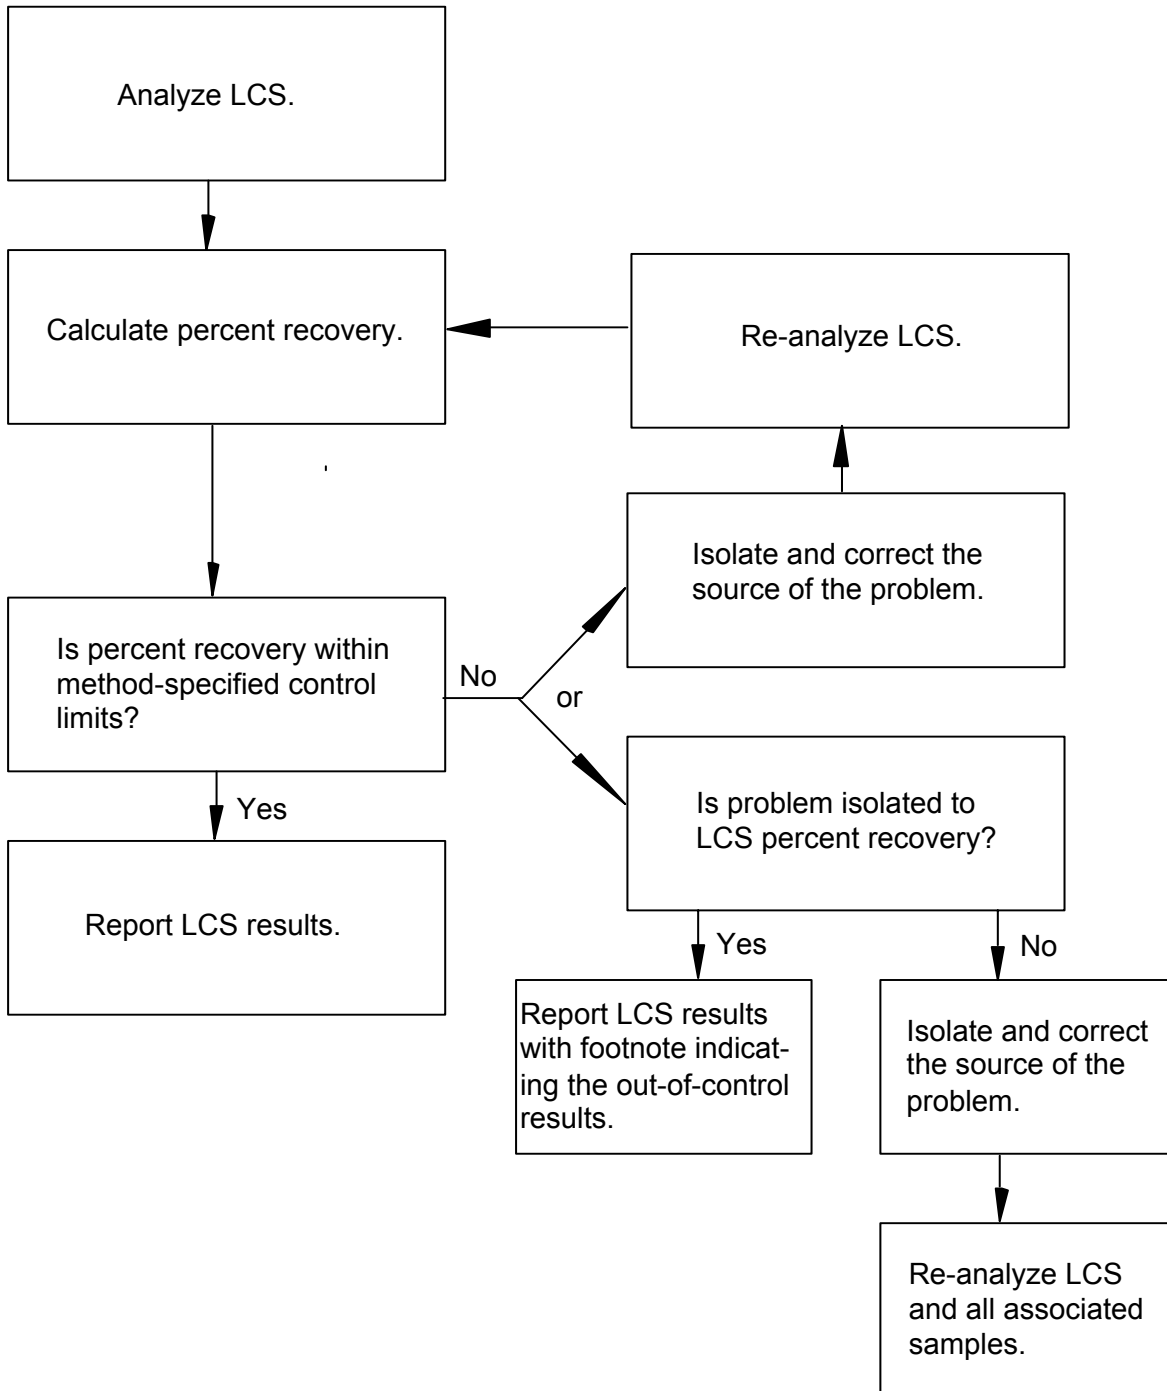 Analyze LCS.
Calculate percent recovery.
Re-analyze LCS.
Isolate and correct the
source of the problem.
Is percent recovery within
method-specified control
limits?
No
or
Is problem isolated to
LCS percent recovery?
Yes
Report LCS results.
Yes
No
Report LCS results
with footnote indicat-
ing the out-of-control
results.
Isolate and correct
the source of the
problem.
Re-analyze LCS
and all associated
samples.